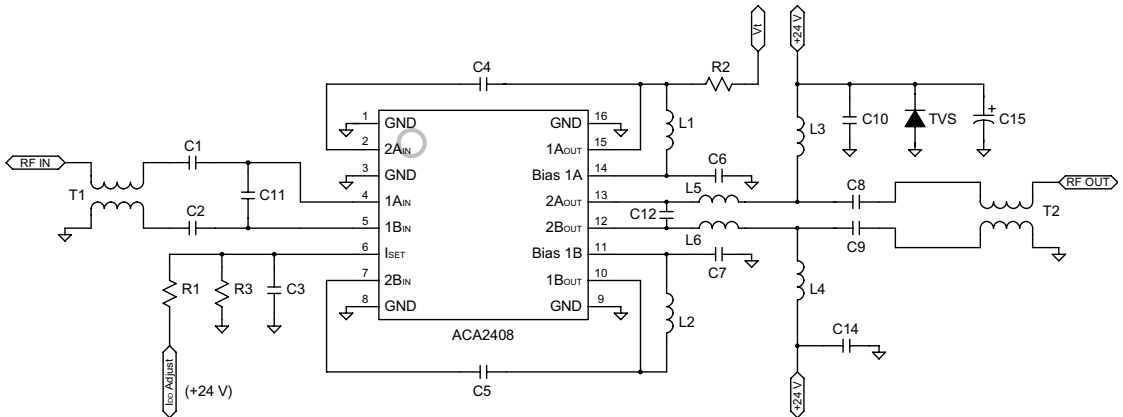 Vt
+24 V
C4
R2
1
GND
GND
16
L1
L3
C10
TVS
+
C15
2
2AIN
1AOUT
15
RF IN
C1
3
GND
Bias 1A
14
C6
T1
C11
4
1AIN
2AOUT
13
L5
C8
RF OUT
C2
5
1BIN
2BOUT
12
C12
L6
C9
T2
6
ISET
Bias 1B
11
C7
R1
R3
C3
7
2BIN
1BOUT
10
L4
8
GND
GND
9
L2
ACA2408
C14
IDD Adjust
(+24 V)
C5
+24 V